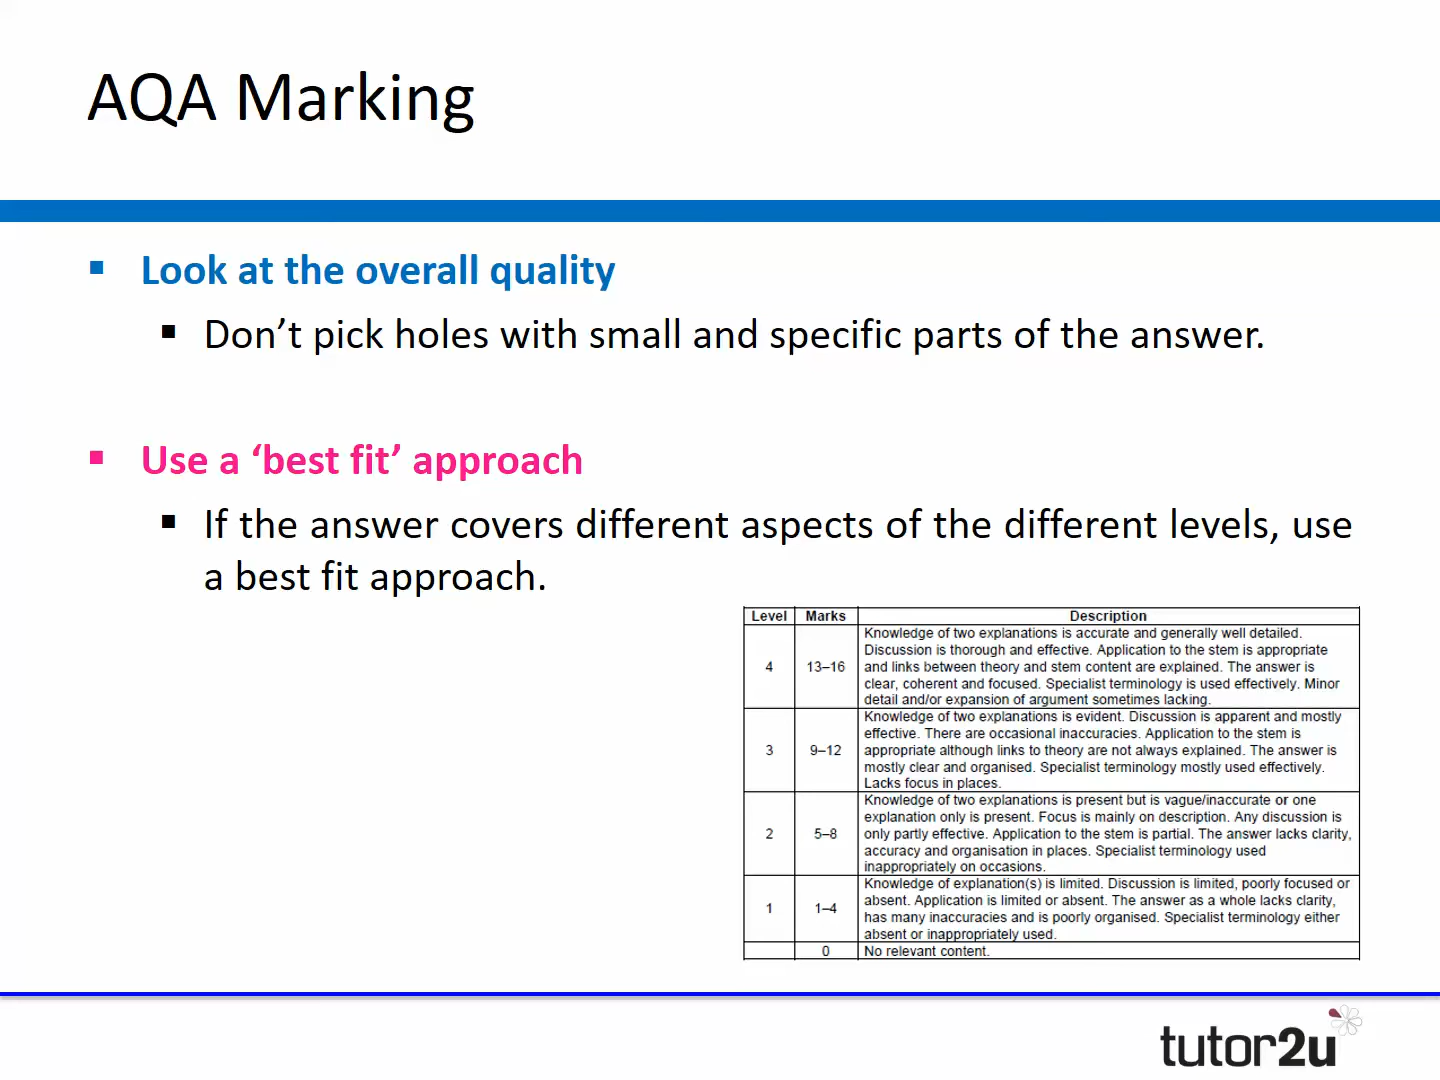 AQA Marking
Look at the overall quality
Don’t pick holes with small and specific parts of the answer.
Use a ‘best fit’ approach
If the answer covers different aspects of the different levels, use
a best fit approach.
Level Marks Description
4 13–16 Knowledge of two explanations is accurate and generally well detailed.
Discussion is thorough and effective. Application to the stem is appropriate
and links between theory and stem content are explained. The answer is
clear, coherent and focused. Specialist terminology is used effectively. Minor
detail and/or expansion of argument sometimes lacking.
3 9–12 Knowledge of two explanations is evident. Discussion is apparent and mostly
effective. There are occasional inaccuracies. Application to the stem is
appropriate although links to theory are not always explained. The answer is
mostly clear and organised. Specialist terminology mostly used effectively.
Lacks focus in places.
2 5–8 Knowledge of two explanations is present but is vague/inaccurate or one
explanation only is present. Focus is mainly on description. Any discussion is
only partly effective. Application to the stem is partial. The answer lacks clarity,
accuracy and organisation in places. Specialist terminology used
inappropriately on occasions.
1 1–4 Knowledge of explanation(s) is limited. Discussion is limited, poorly focused or
absent. Application is limited or absent. The answer as a whole lacks clarity,
has many inaccuracies and is poorly organised. Specialist terminology either
absent or inappropriately used.
0 No relevant content.
tutor2u